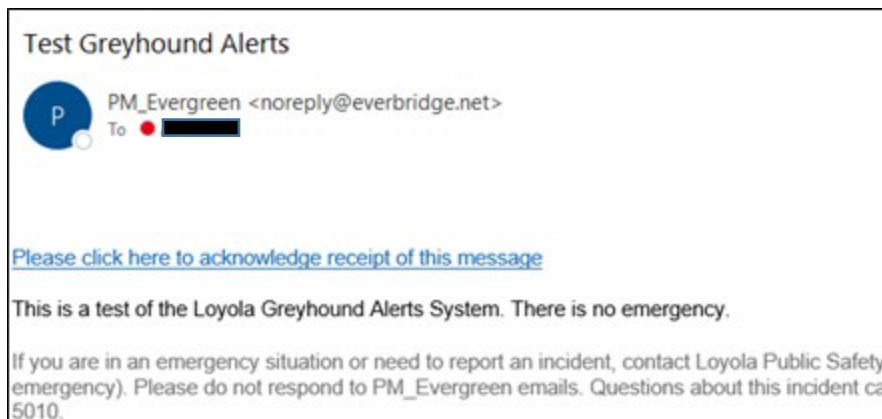 Test Greyhound Alerts
P
PM_Evergreen <noreply@everbridge.net>
To
Please click here to acknowledge receipt of this message
This is a test of the Loyola Greyhound Alerts System. There is no emergency.
If you are in an emergency situation or need to report an incident, contact Loyola Public Safety
emergency). Please do not respond to PM_Evergreen emails. Questions about this incident ca
5010.